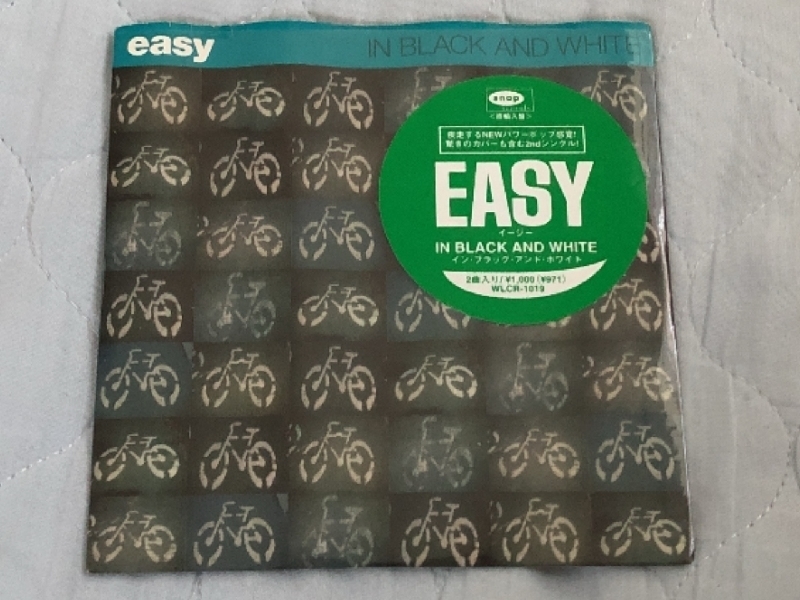 easy
IN BLACK AND WHITE
snap
<直輸入盤>
疾走するNEWパワーポップ感覚!
驚きのカバーも含む2ndシングル!
EASY
イージー
IN BLACK AND WHITE
イン・ブラック・アンド・ホワイト
2曲入り/¥1,000(¥971)
WLCR-1019